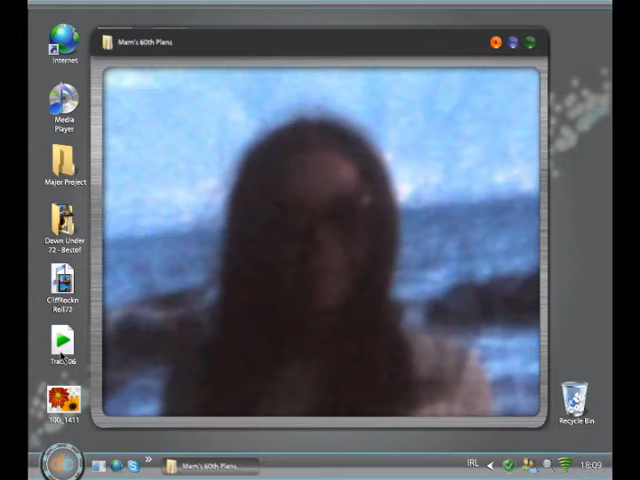 Mam's 60th Plans
Internet
Media
Player
Major Project
Down Under
72 - Bestof
CliffRockn
Roll72
Track06
100_1411
Recycle Bin
Mam's 60th Plans
IRL
18:09